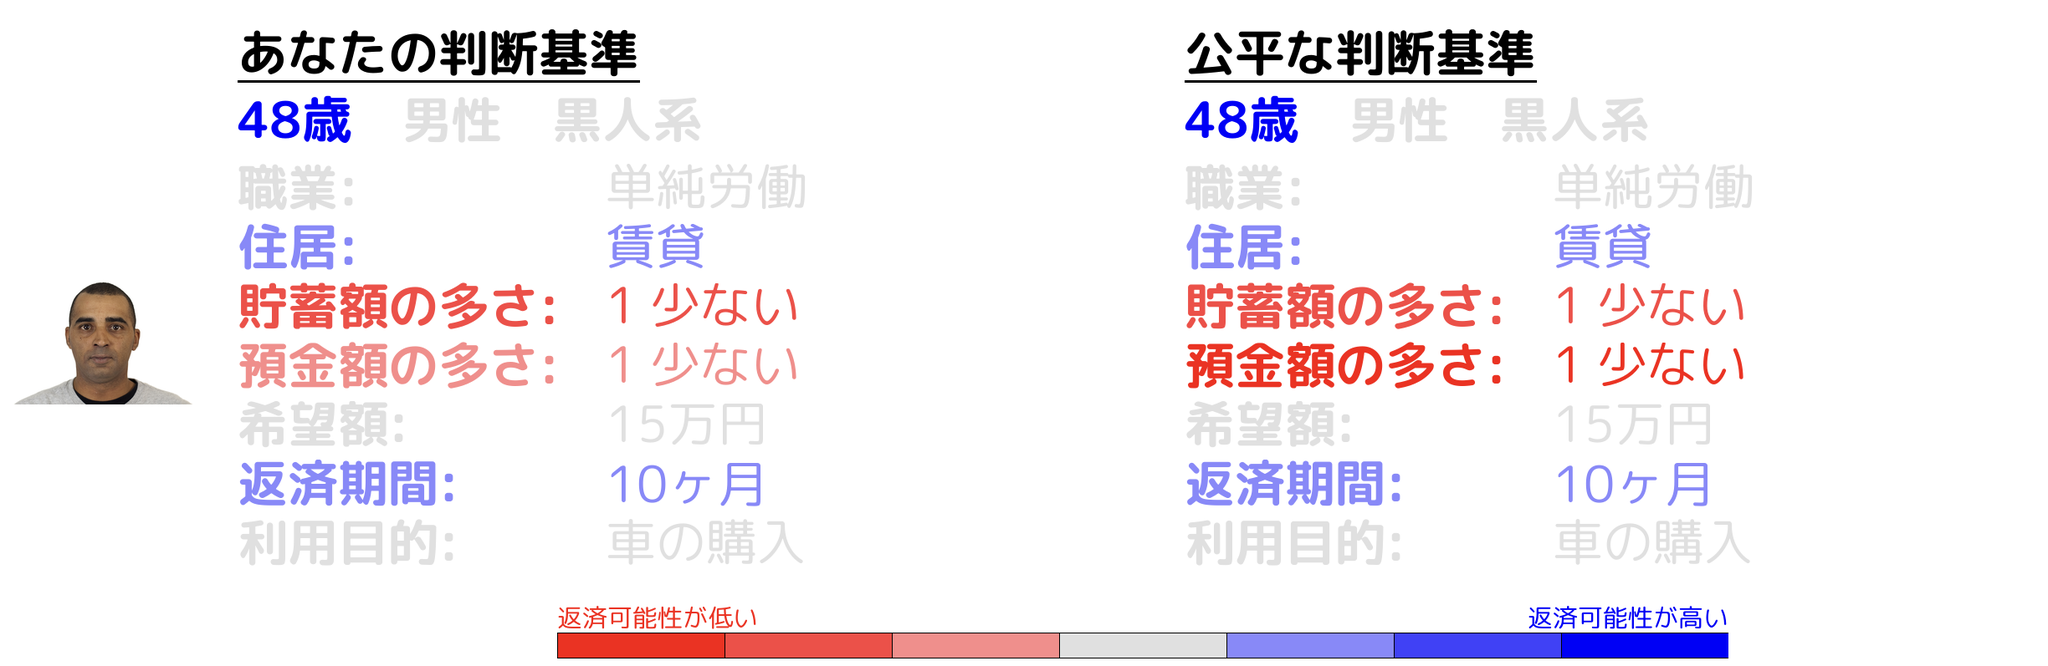 あなたの判断基準
48歳 男性 黒人系
職業: 単純労働
住居: 賃貸
貯蓄額の多さ: 1 少ない
預金額の多さ: 1 少ない
希望額: 15万円
返済期間: 10ヶ月
利用目的: 車の購入
公平な判断基準
48歳 男性 黒人系
職業: 単純労働
住居: 賃貸
貯蓄額の多さ: 1 少ない
預金額の多さ: 1 少ない
希望額: 15万円
返済期間: 10ヶ月
利用目的: 車の購入
返済可能性が低い
返済可能性が高い